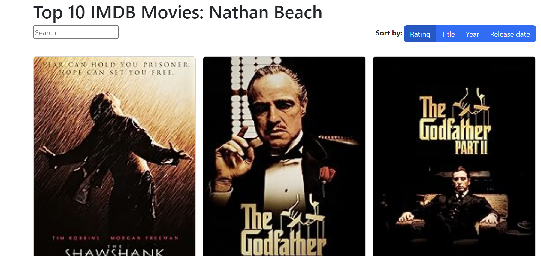 Top 10 IMDB Movies: Nathan Beach
Search
Sort by: Rating Title Year Release date
FEAR CAN HOLD YOU PRISONER.
HOPE CAN SET YOU FREE.
TIM ROBBINS MORGAN FREEMAN
THE
SHAWSHANK
The
Godfather
The
Godfather
PART II